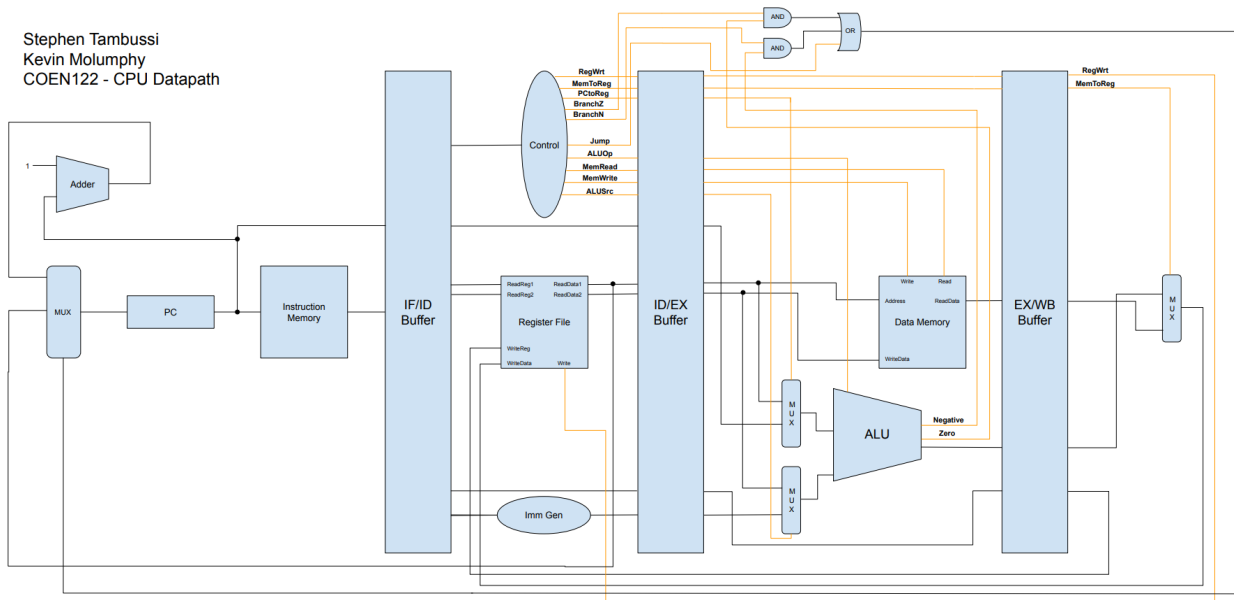 Stephen Tambussi
Kevin Molumphy
COEN122 - CPU Datapath
AND
AND
OR
RegWrt
MemToReg
PCtoReg
BranchZ
BranchN
Jump
ALUOp
MemRead
MemWrite
ALUSrc
Control
RegWrt
MemToReg
1
Adder
MUX
PC
Instruction
Memory
IF/ID
Buffer
ReadReg1
ReadData1
ReadReg2
ReadData2
Register File
WriteReg
WriteData
Write
ID/EX
Buffer
Write
Read
Address
ReadData
Data Memory
WriteData
EX/WB
Buffer
M
U
X
M
U
X
ALU
Negative
Zero
M
U
X
Imm Gen